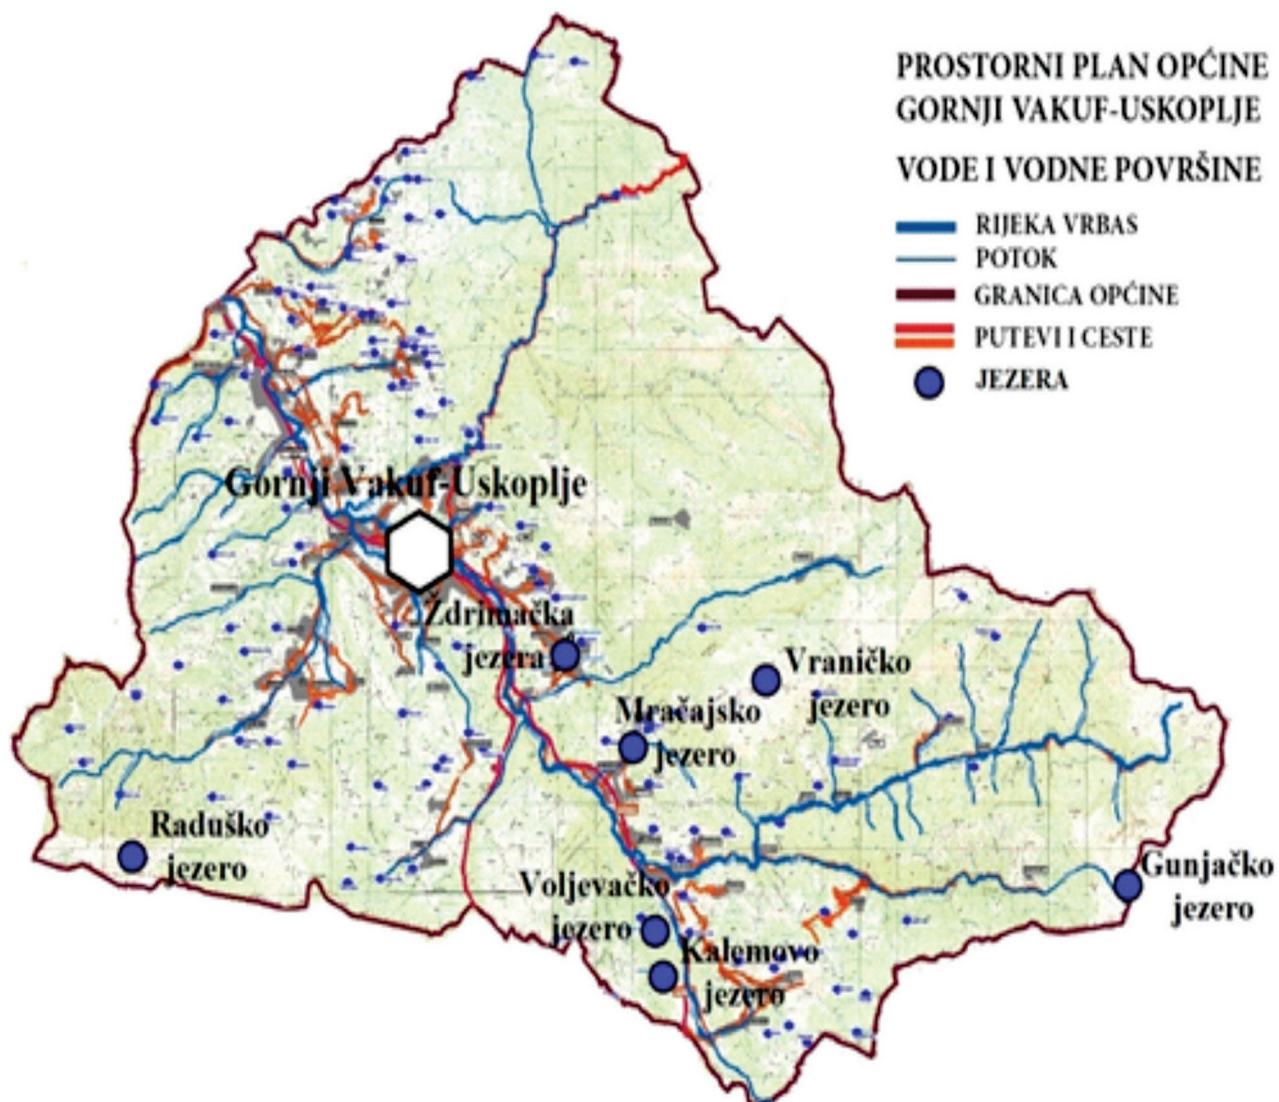 PROSTORNI PLAN OPĆINE
GORNJI VAKUF-USKOPLJE
VODE I VODNE POVRŠINE
RIJEKA VRBAS
POTOK
GRANICA OPĆINE
PUTEVI I CESTE
JEZERA
Gornji Vakuf-Uskoplje
Ždrimačka
jezera
Vraničko
jezero
Mračajsko
jezero
Raduško
jezero
Voljevačko
jezero
Kalemovo
jezero
Gunjačko
jezero